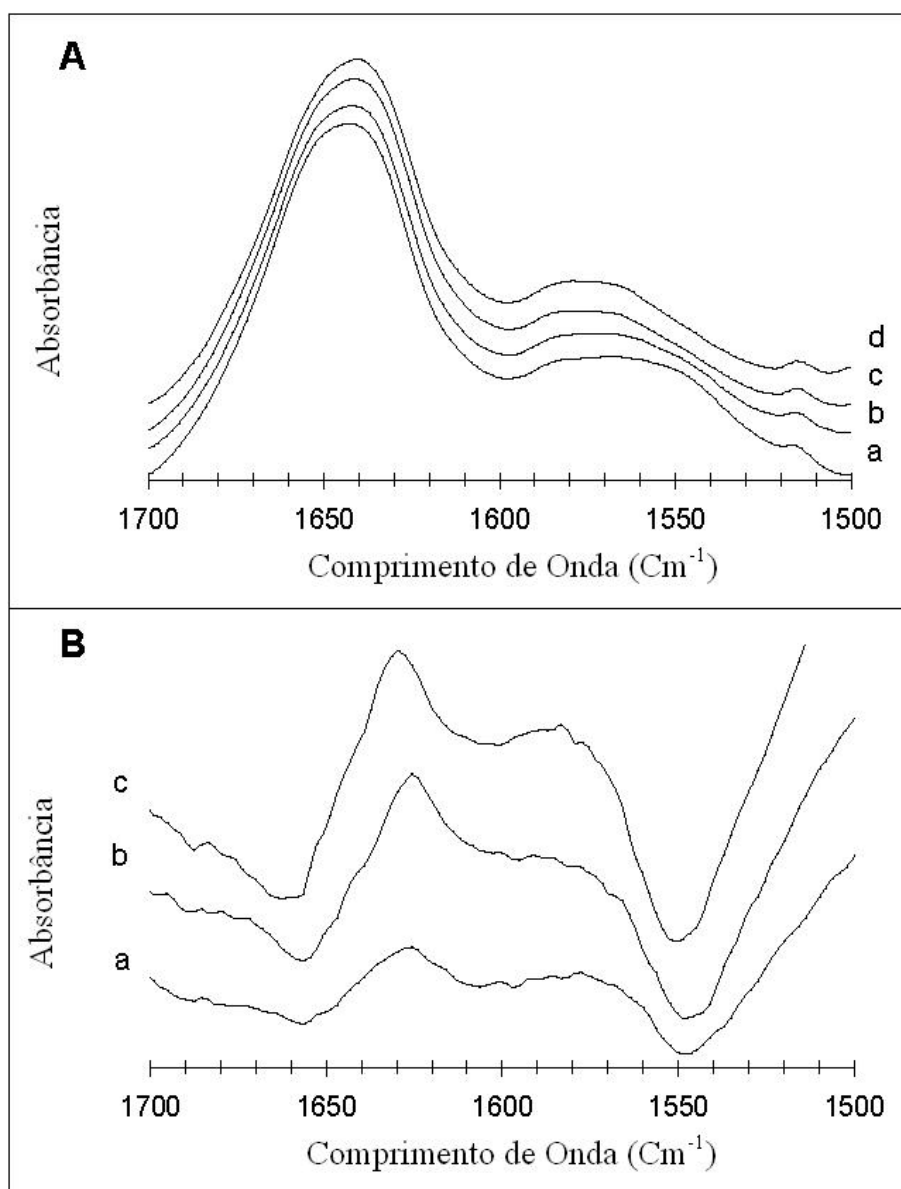 A
Absorbância
d
c
b
a
1700 1650 1600 1550 1500
Comprimento de Onda (Cm⁻¹)
B
Absorbância
c
b
a
1700 1650 1600 1550 1500
Comprimento de Onda (Cm⁻¹)